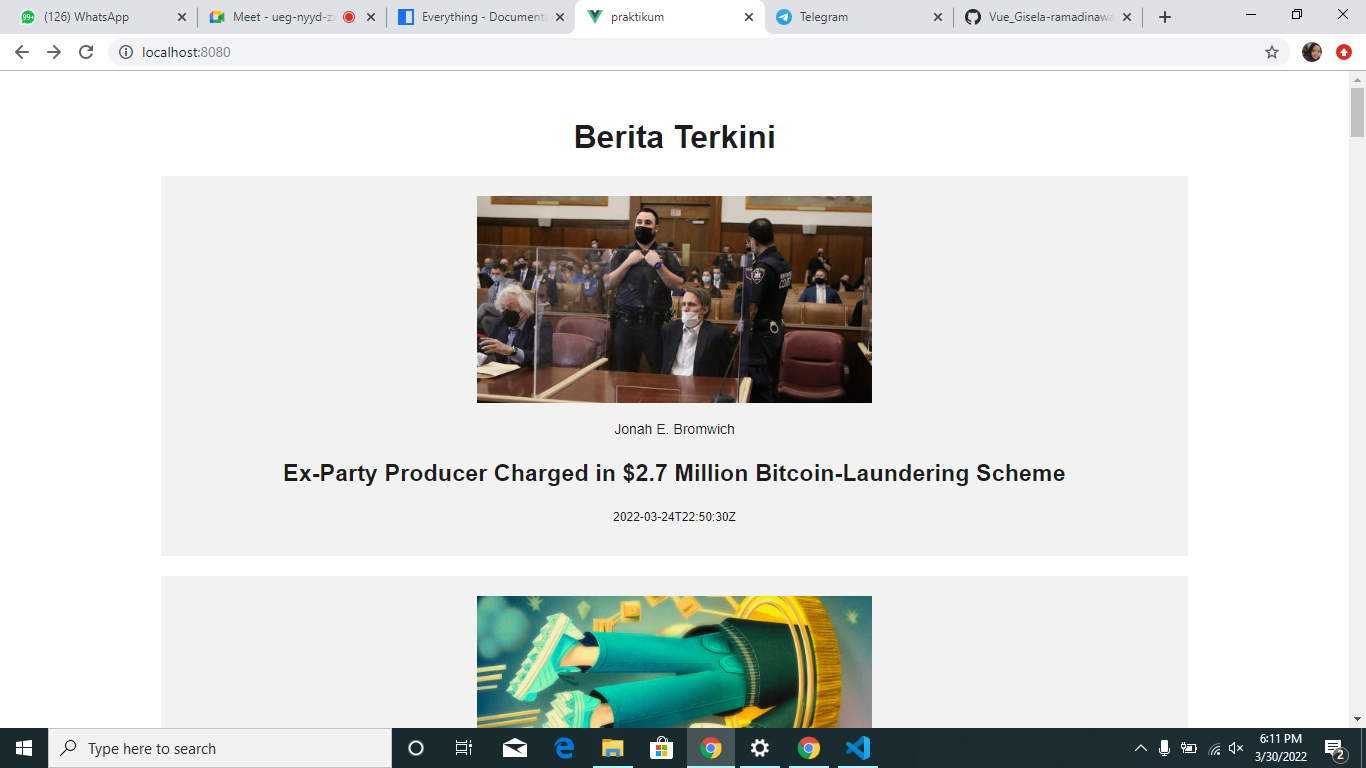 (126) WhatsApp
Meet - ueg-nyyd-z
Everything - Documenta
praktikum
Telegram
Vue_Gisela-ramadinawa
localhost:8080
Berita Terkini
Jonah E. Bromwich
Ex-Party Producer Charged in $2.7 Million Bitcoin-Laundering Scheme
2022-03-24T22:50:30Z
Type here to search
6:11 PM
3/30/2022
2